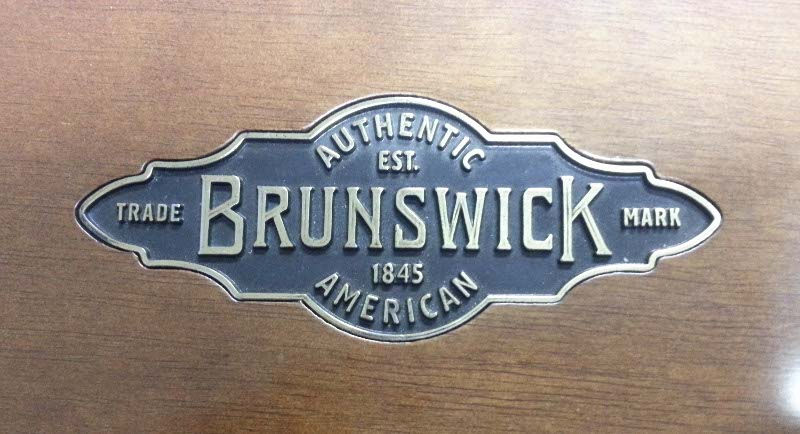 AUTHENTIC
EST.
TRADE BRUNSWICK MARK
1845
AMERICAN